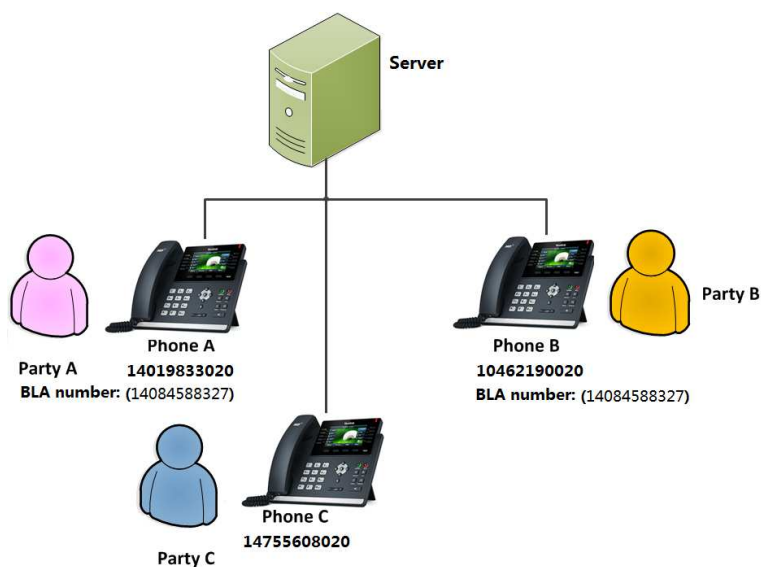 Server
Party A
Phone A
14019833020
BLA number: (14084588327)
Phone B
10462190020
BLA number: (14084588327)
Party B
Party C
Phone C
14755608020